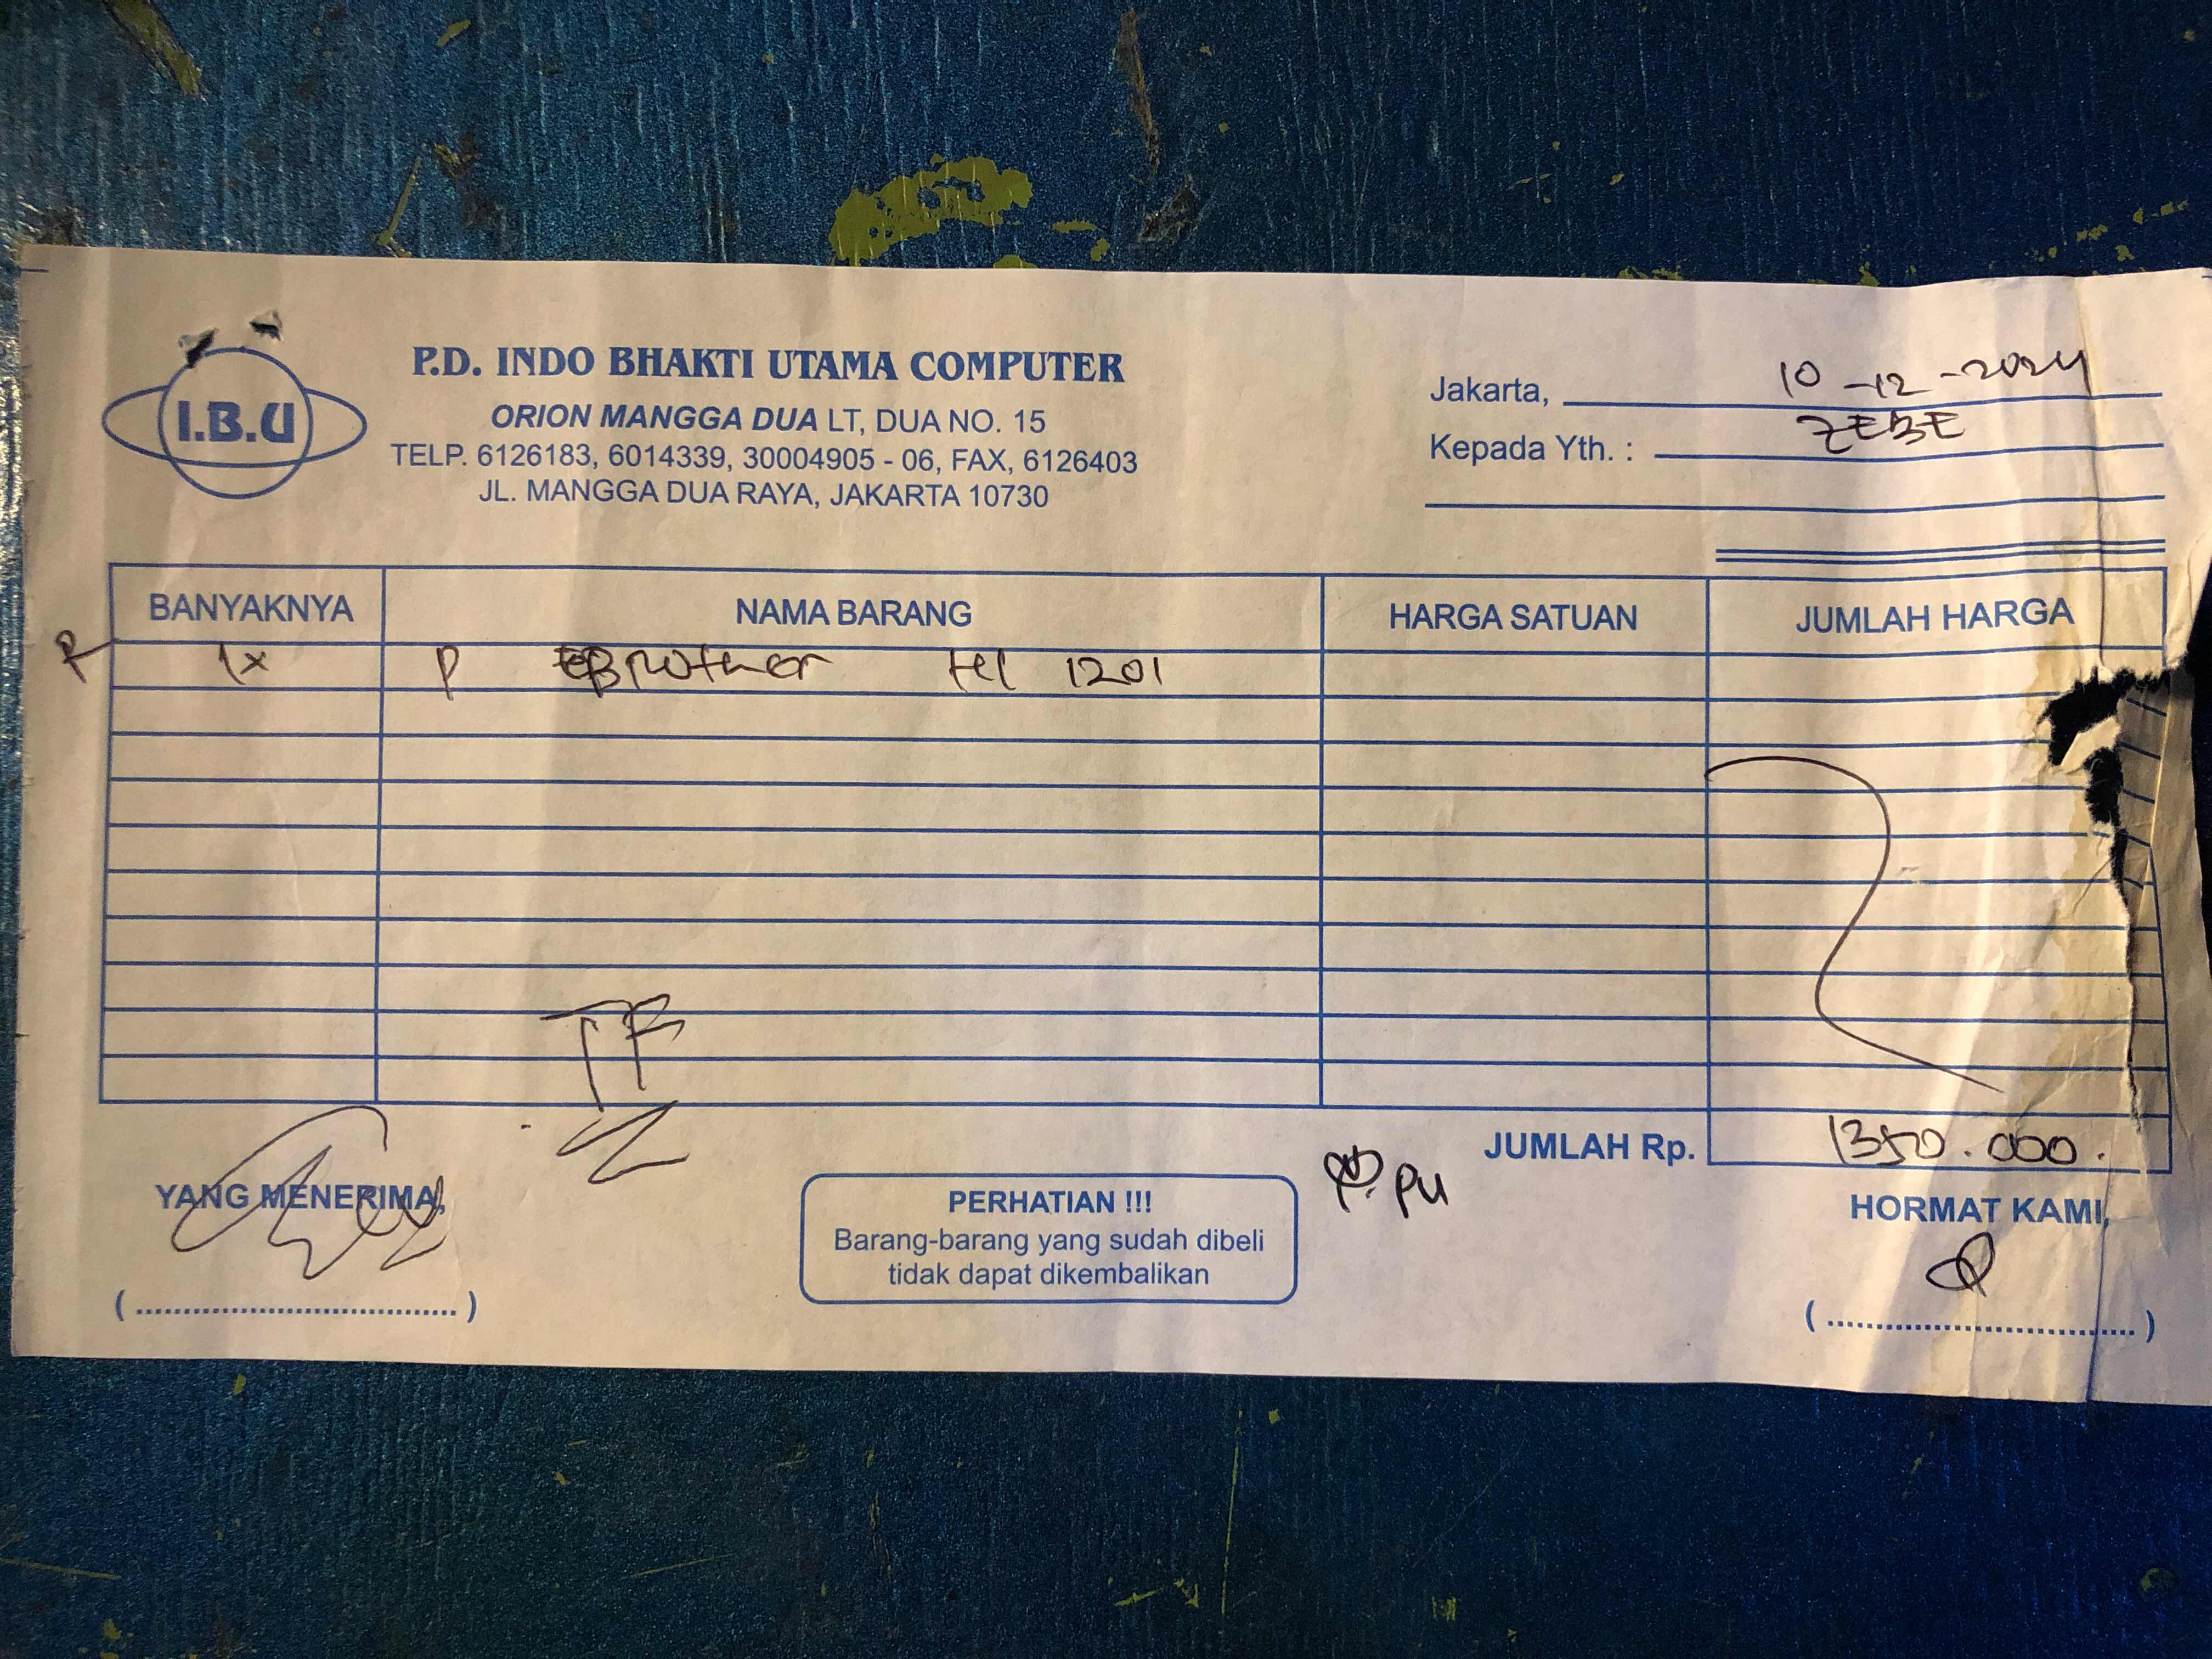 I.B.U
P.D. INDO BHAKTI UTAMA COMPUTER
ORION MANGGA DUA LT, DUA NO. 15
TELP. 6126183, 6014339, 30004905 - 06, FAX, 6126403
JL. MANGGA DUA RAYA, JAKARTA 10730
Jakarta, 10-12-2024
Kepada Yth. : ZEBE
BANYAKNYA NAMA BARANG HARGA SATUAN JUMLAH HARGA
1x P Brother HL 1201
JUMLAH Rp. 1350.000.
YANG MENERIMA,
PERHATIAN !!!
Barang-barang yang sudah dibeli
tidak dapat dikembalikan
HORMAT KAMI,